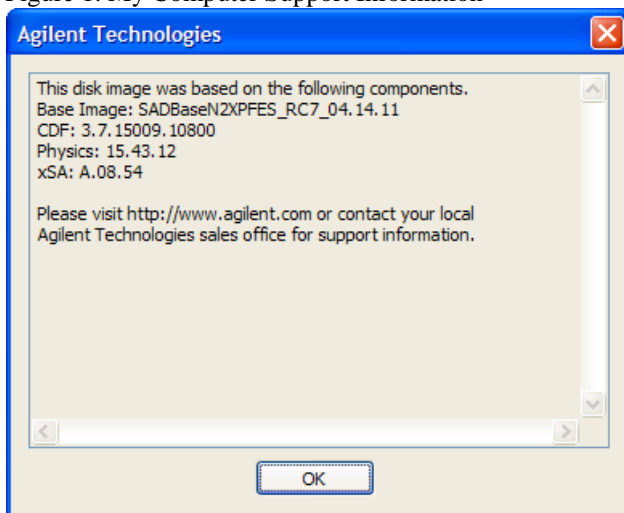 Figure 1. My Computer Support Information
Agilent Technologies
This disk image was based on the following components.
Base Image: SADBaseN2XPFES_RC7_04.14.11
CDF: 3.7.15009.10800
Physics: 15.43.12
xSA: A.08.54
Please visit http://www.agilent.com or contact your local
Agilent Technologies sales office for support information.
OK